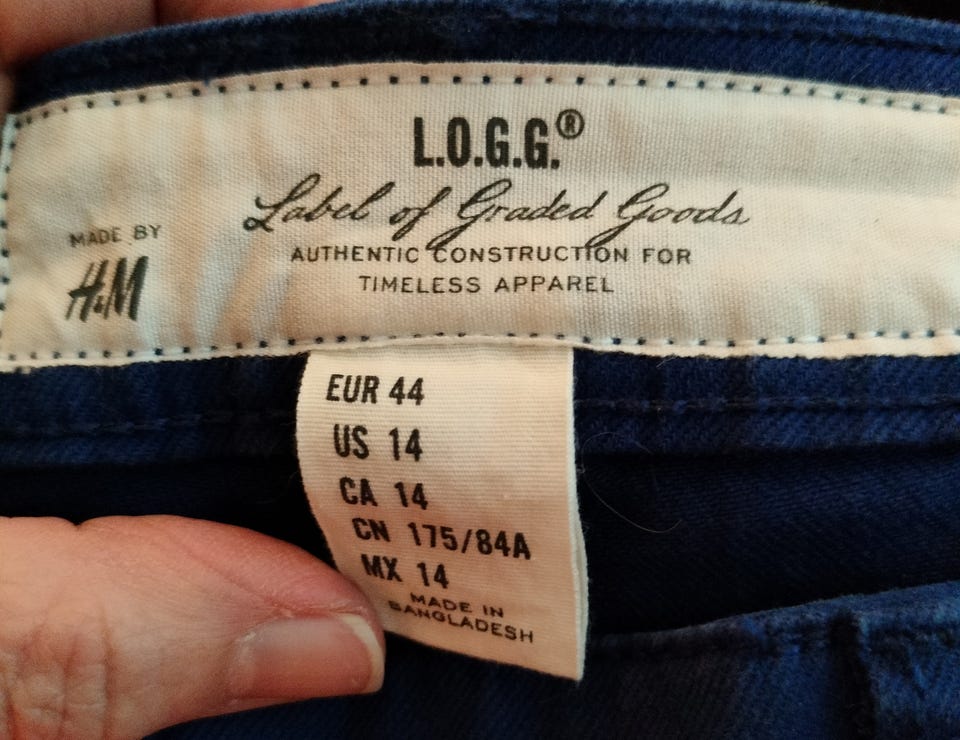 L.O.G.G.®
Label of Graded Goods
AUTHENTIC CONSTRUCTION FOR
TIMELESS APPAREL
MADE BY
H&M
EUR 44
US 14
CA 14
CN 175/84A
MX 14
MADE IN
BANGLADESH